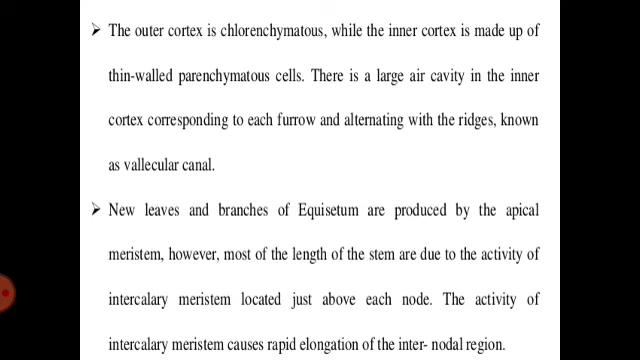 ➢ The outer cortex is chlorenchymatous, while the inner cortex is made up of
thin-walled parenchymatous cells. There is a large air cavity in the inner
cortex corresponding to each furrow and alternating with the ridges, known
as vallecular canal.
➢ New leaves and branches of Equisetum are produced by the apical
meristem, however, most of the length of the stem are due to the activity of
intercalary meristem located just above each node. The activity of
intercalary meristem causes rapid elongation of the inter- nodal region.